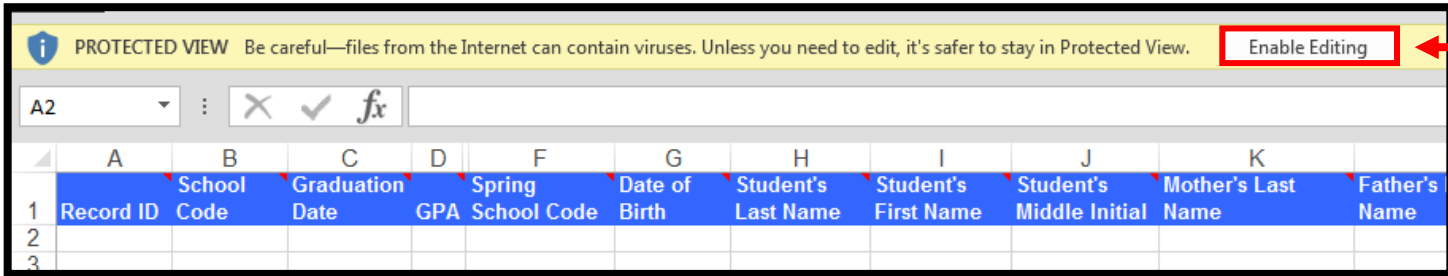 PROTECTED VIEW Be careful—files from the Internet can contain viruses. Unless you need to edit, it's safer to stay in Protected View. Enable Editing
A2 fx
A B C D F G H I J K
1 Record ID School Code Graduation Date GPA Spring School Code Date of Birth Student's Last Name Student's First Name Student's Middle Initial Mother's Last Name Father's Name
2
3